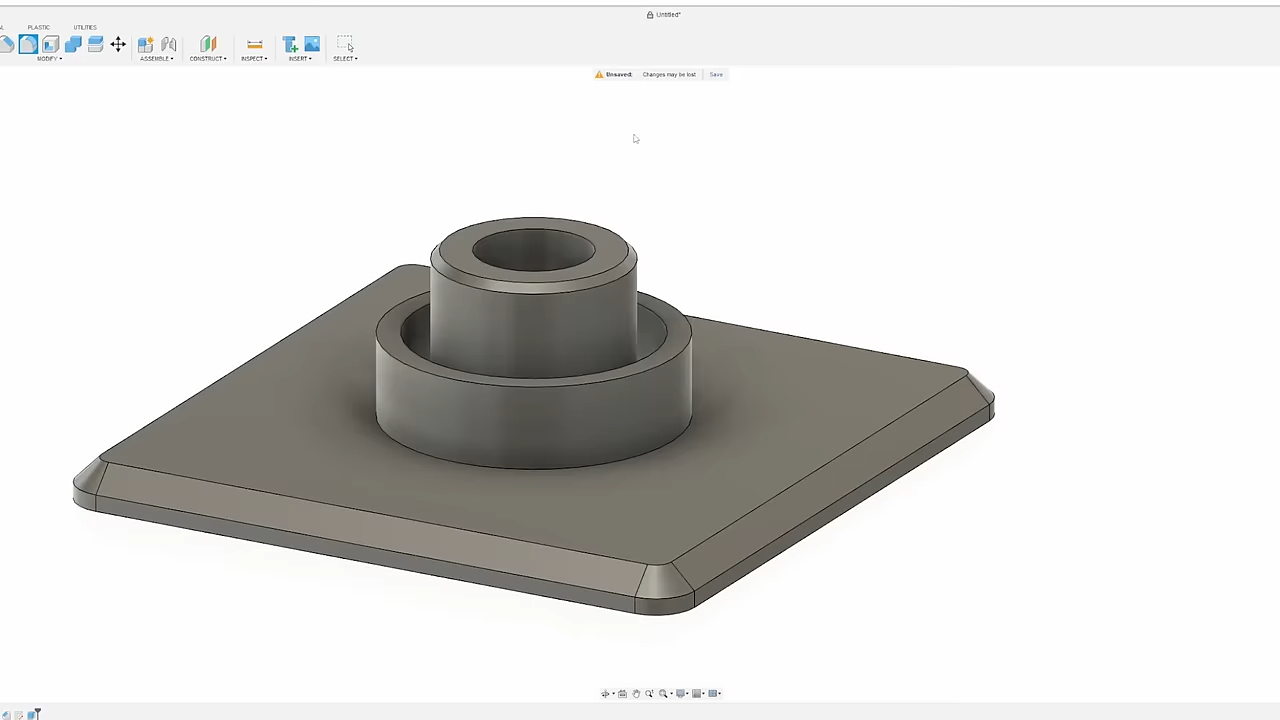 Untitled*
PLASTIC UTILITIES
MODIFY ASSEMBLE CONSTRUCT INSPECT INSERT SELECT
Unsaved: Changes may be lost Save